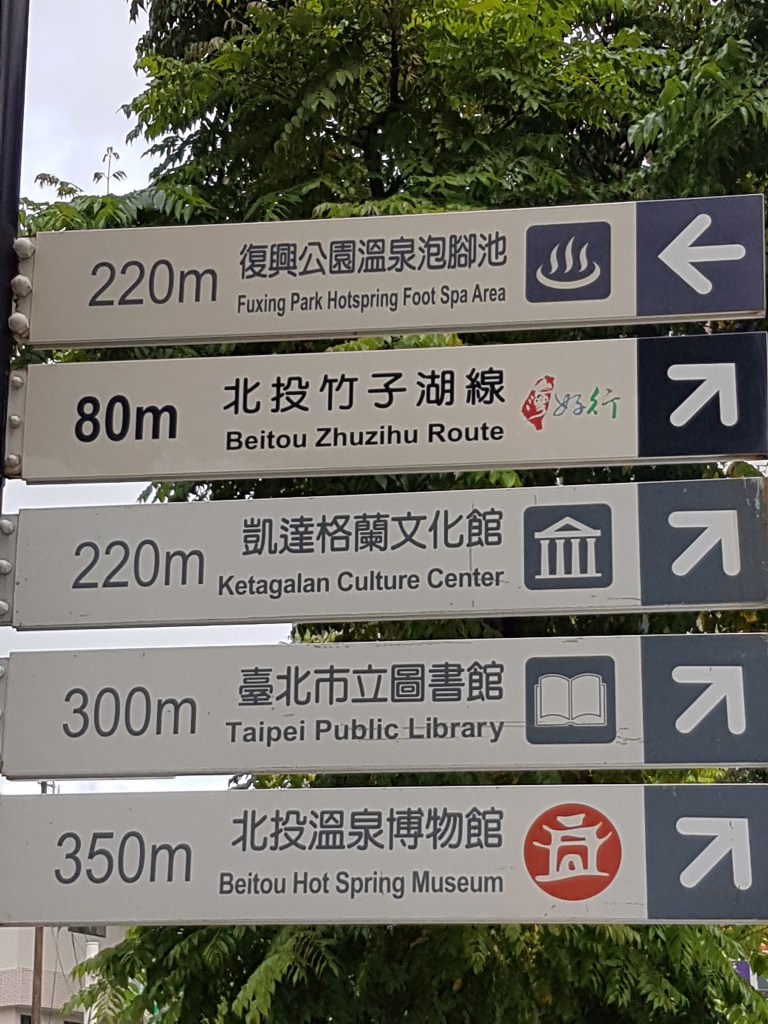 220m 復興公園溫泉泡腳池
Fuxing Park Hotspring Foot Spa Area
80m 北投竹子湖線 灣好行
Beitou Zhuzihu Route
220m 凱達格蘭文化館
Ketagalan Culture Center
300m 臺北市立圖書館
Taipei Public Library
350m 北投溫泉博物館
Beitou Hot Spring Museum